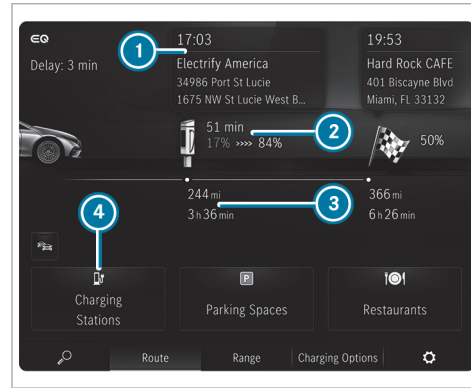 EQ
Delay: 3 min
17:03
Electrify America
34986 Port St Lucie
1675 NW St Lucie West B...
19:53
Hard Rock CAFE
401 Biscayne Blvd
Miami, FL 33132
1
51 min
17% »»» 84%
2
50%
244 mi
3 h 36 min
3
366 mi
6 h 26 min
4
Charging
Stations
P
Parking Spaces
Restaurants
Route
Range
Charging Options